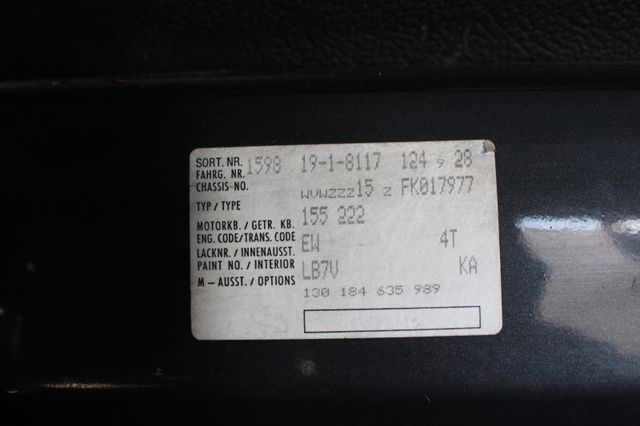 SORT. NR. 1598 19-1-8117 124 9 28
FAHRG. NR.
CHASSIS-NO. WVWZZZ15 Z FK017977
TYP / TYPE 155 222
MOTORKB. / GETR. KB.
ENG. CODE/TRANS. CODE EW 4T
LACKNR. / INNENAUSST.
PAINT NO. / INTERIOR LB7V KA
M – AUSST. / OPTIONS
130 184 635 989